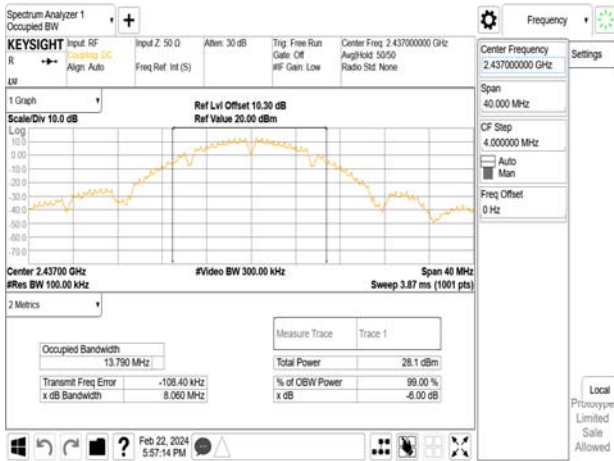 Spectrum Analyzer 1
Occupied BW
Frequency
KEYSIGHT
R
Input: RF
Coupling: DC
Align: Auto
Input Z: 50 Ω
Freq Ref: Int (S)
Atten: 30 dB
Trig: Free Run
Gate: Off
#IF Gain: Low
Center Freq: 2.437000000 GHz
Avg|Hold: 50/50
Radio Std: None
Center Frequency
2.437000000 GHz
Settings
Span
40.000 MHz
CF Step
4.000000 MHz
Auto
Man
Freq Offset
0 Hz
1 Graph
Scale/Div 10.0 dB
Ref Lvl Offset 10.30 dB
Ref Value 20.00 dBm
Log
10.0
0.00
-10.0
-20.0
-30.0
-40.0
-50.0
-60.0
-70.0
Center 2.43700 GHz
#Res BW 100.00 kHz
#Video BW 300.00 kHz
Span 40 MHz
Sweep 3.87 ms (1001 pts)
2 Metrics
Measure Trace Trace 1
Occupied Bandwidth
13.790 MHz
Total Power 28.1 dBm
Transmit Freq Error -108.40 kHz
% of OBW Power 99.00 %
x dB Bandwidth 8.060 MHz
x dB -6.00 dB
Local
Prototype
Limited
Sale
Allowed
Feb 22, 2024
5:57:14 PM